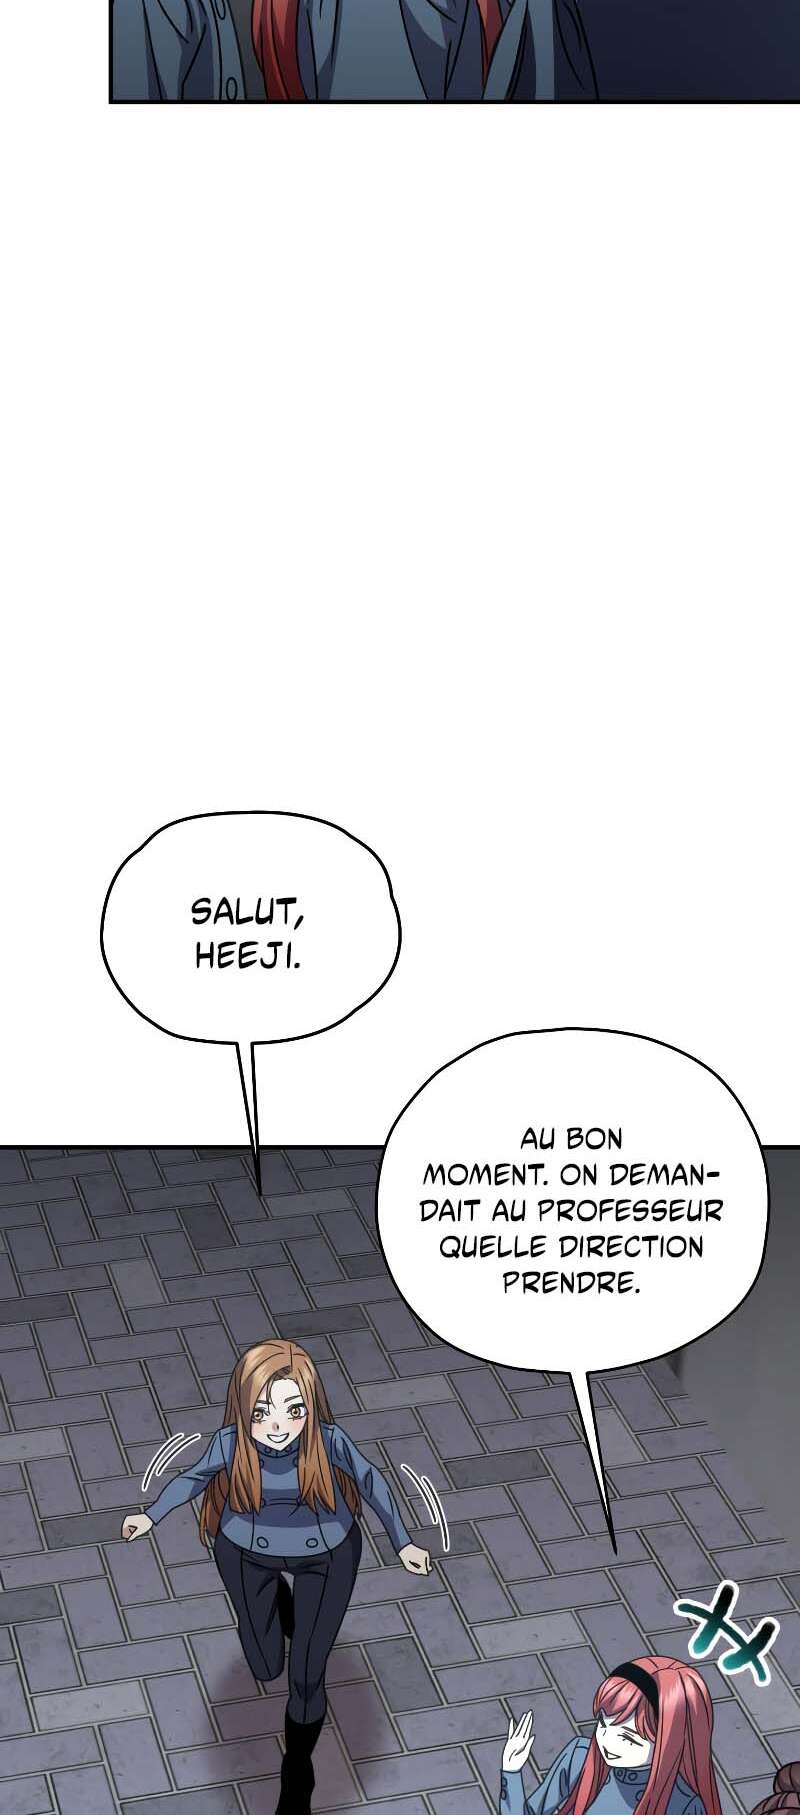 SALUT,
HEEJI.
AU BON
MOMENT. ON DEMAN-
DAIT AU PROFESSEUR
QUELLE DIRECTION
PRENDRE.